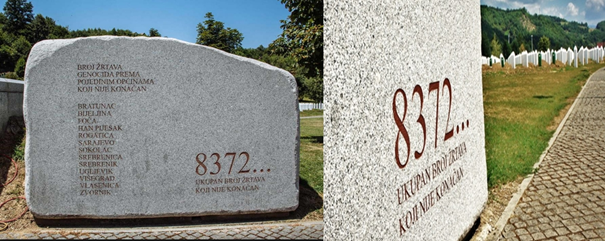 BROJ ŽRTAVA
GENOCIDA PREMA
POJEDINIM OPĆINAMA
KOJI NIJE KONAČAN
BRATUNAC
BIJELJINA
FOČA
HAN PIJESAK
ROGATICA
SARAJEVO
SOKOLAC
SREBRENICA
SREBRENIK
UGLJEVIK
VIŠEGRAD
VLASENICA
ZVORNIK
8372...
UKUPAN BROJ ŽRTAVA
KOJI NIJE KONAČAN
8372...
UKUPAN BROJ ŽRTAVA
KOJI NIJE KONAČAN